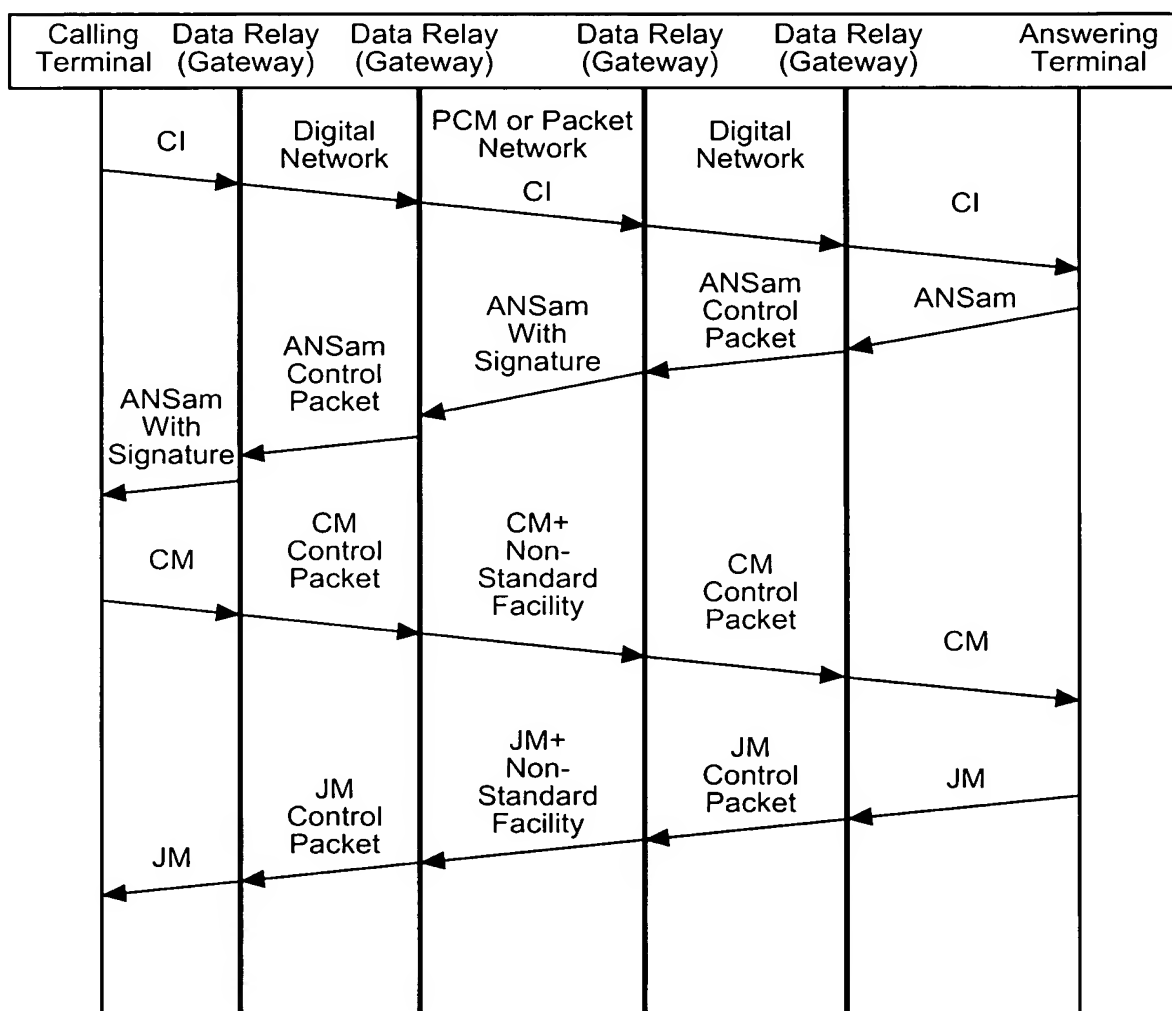 Calling
Terminal
Data Relay
(Gateway)
Data Relay
(Gateway)
Data Relay
(Gateway)
Data Relay
(Gateway)
Answering
Terminal
CI
Digital
Network
PCM or Packet
Network
Digital
Network
CI
CI
ANSam
ANSam
Control
Packet
ANSam
With
Signature
ANSam
Control
Packet
ANSam
With
Signature
CM
CM
Control
Packet
CM+
Non-
Standard
Facility
CM
Control
Packet
CM
JM
JM
Control
Packet
JM+
Non-
Standard
Facility
JM
Control
Packet
JM